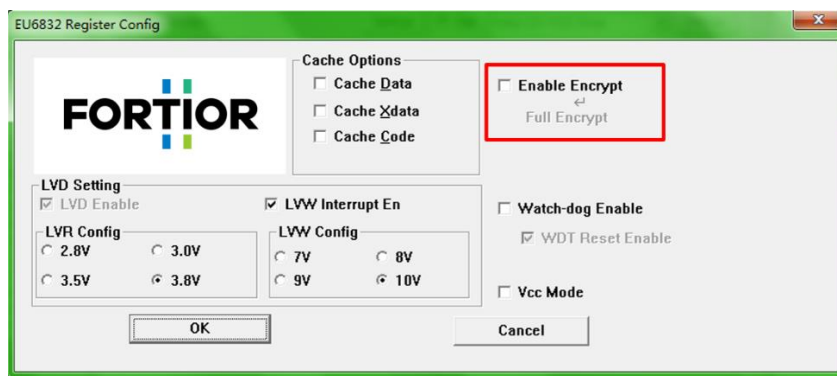 EU6832 Register Config
x
FORTIOR
Cache Options
Cache Data
Cache Xdata
Cache Code
Enable Encrypt
Full Encrypt
LVD Setting
LVD Enable
LVW Interrupt En
LVR Config
2.8V 3.0V
3.5V 3.8V
LVW Config
7V 8V
9V 10V
Watch-dog Enable
WDT Reset Enable
Vcc Mode
OK
Cancel